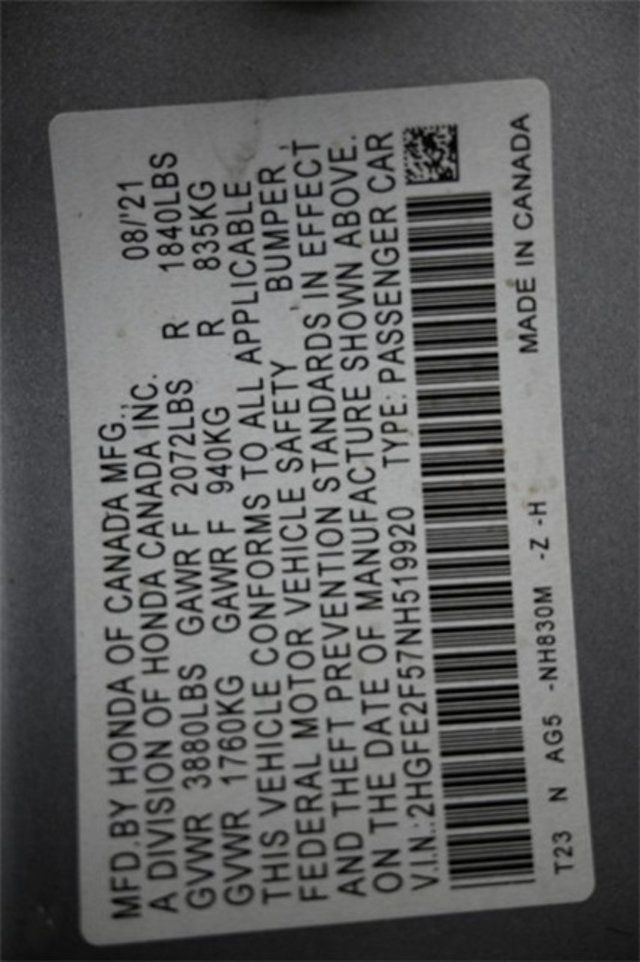 MFD.BY HONDA OF CANADA MFG., 08/'21
A DIVISION OF HONDA CANADA INC.
GVWR 3880LBS GAWR F 2072LBS R 1840LBS
GVWR 1760KG GAWR F 940KG R 835KG
THIS VEHICLE CONFORMS TO ALL APPLICABLE
FEDERAL MOTOR VEHICLE SAFETY, BUMPER,
AND THEFT PREVENTION STANDARDS IN EFFECT
ON THE DATE OF MANUFACTURE SHOWN ABOVE.
V.I.N.:2HGFE2F57NH519920 TYPE: PASSENGER CAR
T23 N AG5 -NH830M -Z -H MADE IN CANADA